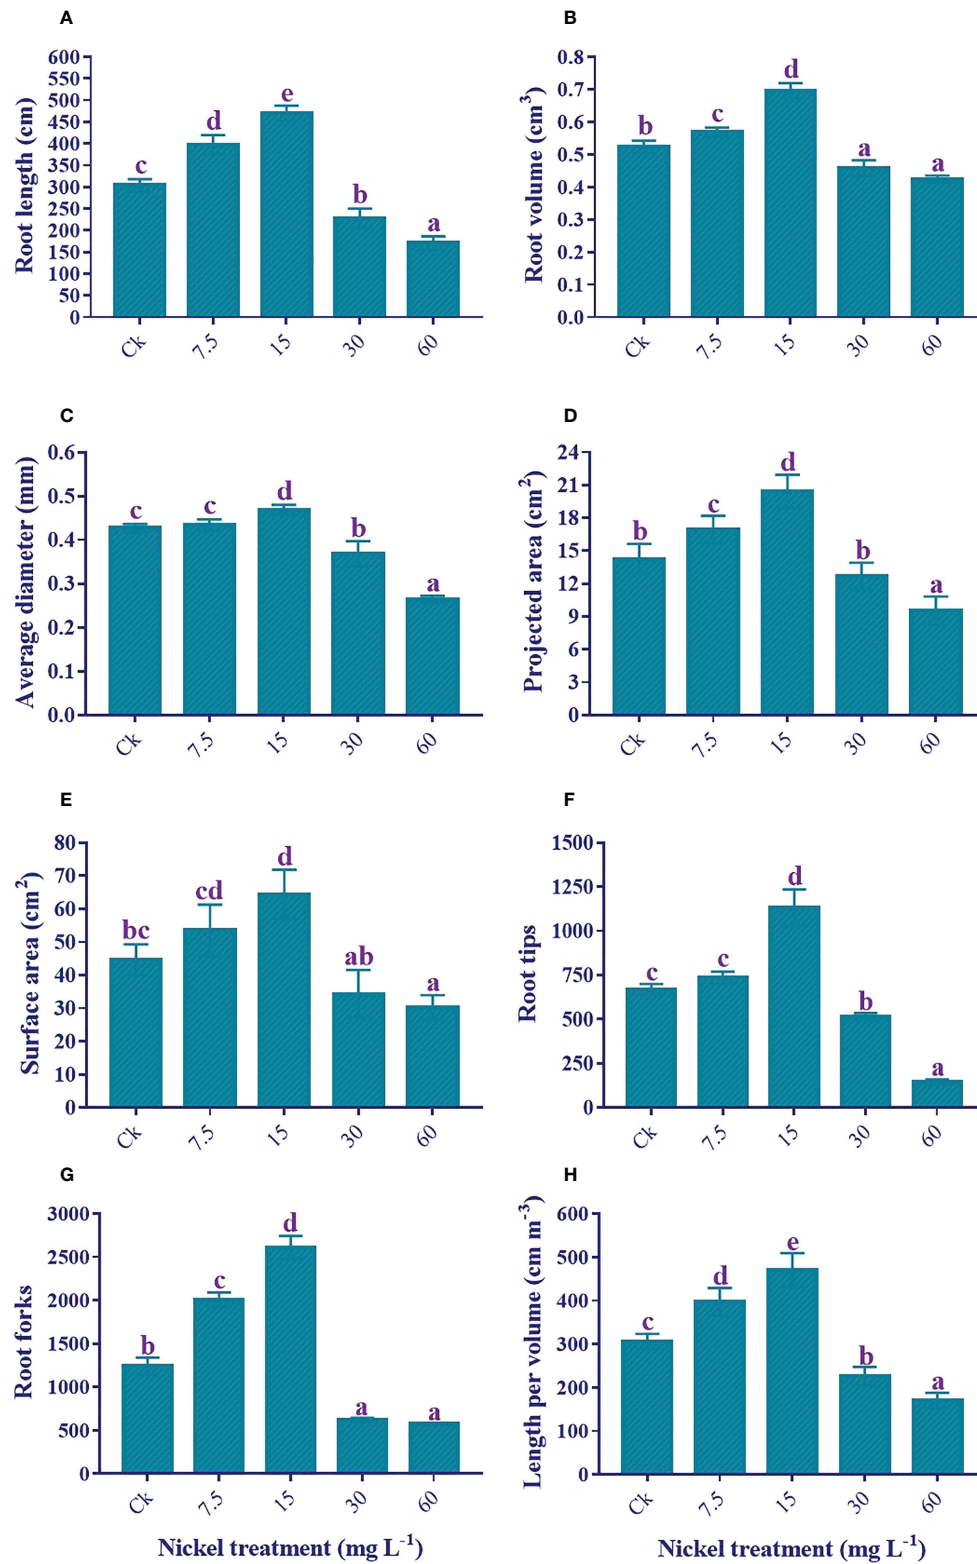 A
Root length (cm)
600
550
500
450
400
350
300
250
200
150
100
50
0
c
d
e
b
a
Ck
7.5
15
30
60
B
Root volume (cm³)
0.8
0.7
0.6
0.5
0.4
0.3
0.2
0.1
0.0
b
c
d
a
a
Ck
7.5
15
30
60
C
Average diameter (mm)
0.6
0.5
0.4
0.3
0.2
0.1
0.0
c
c
d
b
a
Ck
7.5
15
30
60
D
Projected area (cm²)
24
21
18
15
12
9
6
3
0
b
c
d
b
a
Ck
7.5
15
30
60
E
Surface area (cm²)
80
70
60
50
40
30
20
10
0
bc
cd
d
ab
a
Ck
7.5
15
30
60
F
Root tips
1500
1250
1000
750
500
250
0
c
c
d
b
a
Ck
7.5
15
30
60
G
Root forks
3000
2500
2000
1500
1000
500
0
b
c
d
a
a
Ck
7.5
15
30
60
Nickel treatment (mg L⁻¹)
H
Length per volume (cm m⁻³)
600
500
400
300
200
100
0
c
d
e
b
a
Ck
7.5
15
30
60
Nickel treatment (mg L⁻¹)